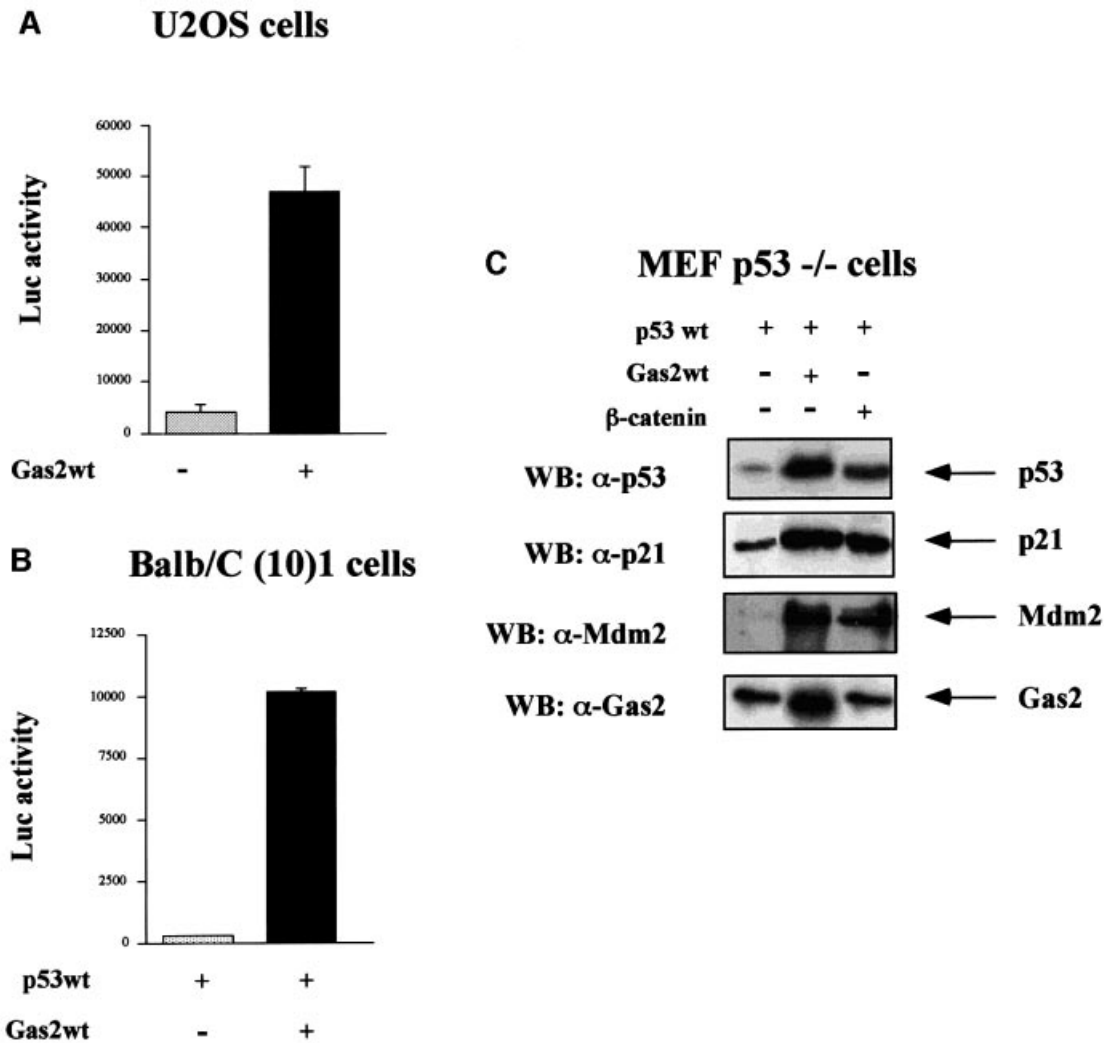 A
U2OS cells
60000
50000
40000
30000
20000
10000
0
Luc activity
Gas2wt - +
B
Balb/C (10)1 cells
12500
10000
7500
5000
2500
0
Luc activity
p53wt + +
Gas2wt - +
C
MEF p53 -/- cells
p53 wt + + +
Gas2wt - + -
β-catenin - - +
WB: α-p53 p53
WB: α-p21 p21
WB: α-Mdm2 Mdm2
WB: α-Gas2 Gas2